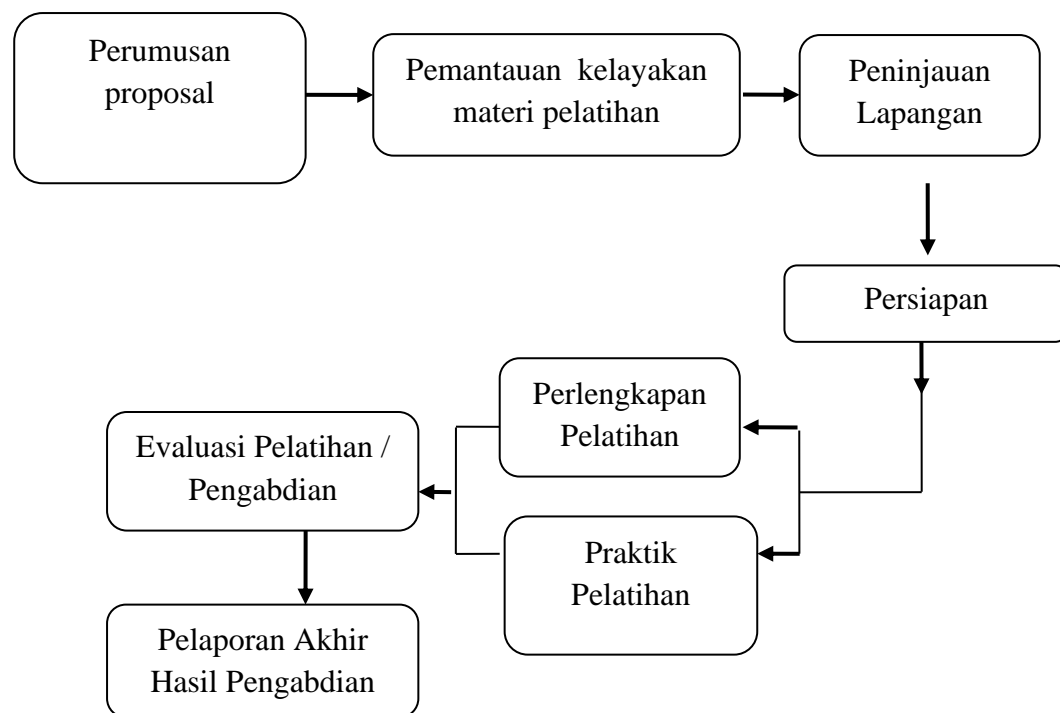 Perumusan
proposal
Pemantauan kelayakan
materi pelatihan
Peninjauan
Lapangan
Persiapan
Perlengkapan
Pelatihan
Praktik
Pelatihan
Evaluasi Pelatihan /
Pengabdian
Pelaporan Akhir
Hasil Pengabdian